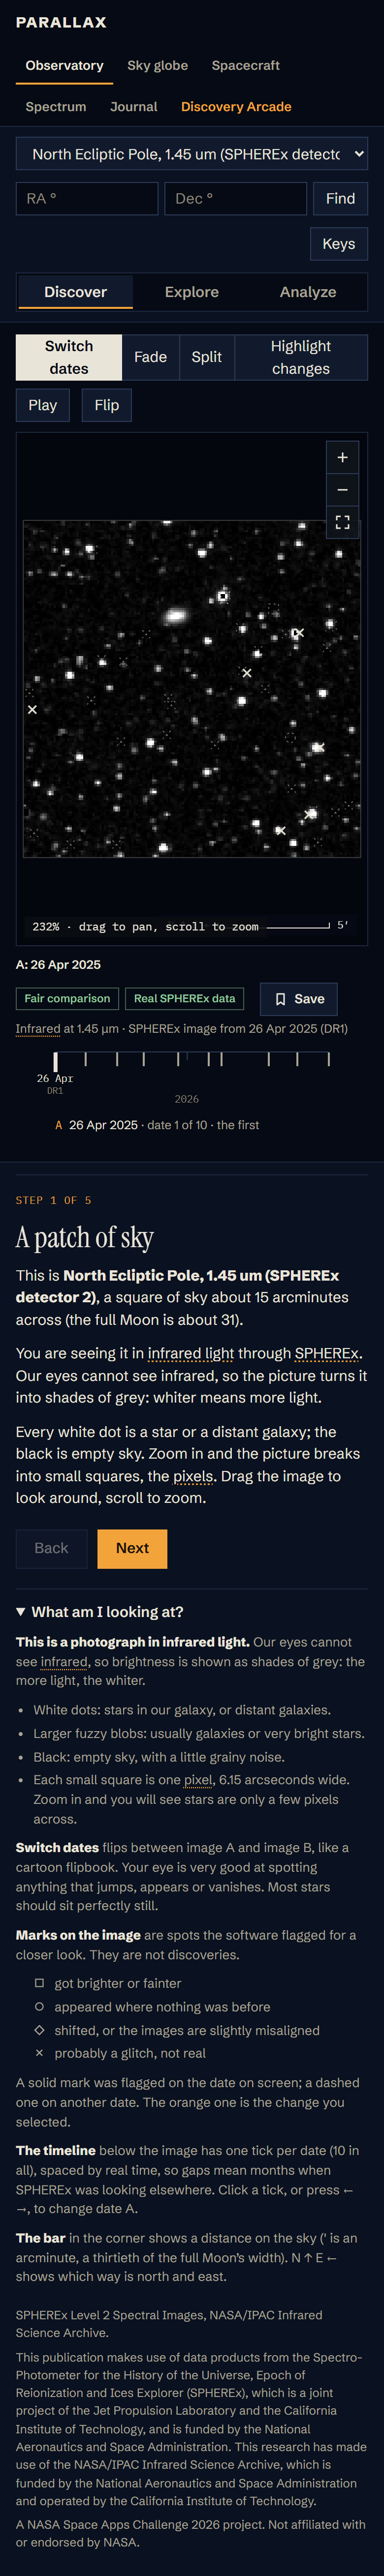 PARALLAX
Observatory Sky globe Spacecraft
Spectrum Journal Discovery Arcade
North Ecliptic Pole, 1.45 um (SPHEREx detecto
RA ° Dec ° Find
Keys
Discover Explore Analyze
Switch dates Fade Split Highlight changes
Play Flip
+
−
232% · drag to pan, scroll to zoom 5'
A: 26 Apr 2025
Fair comparison Real SPHEREx data Save
Infrared at 1.45 µm · SPHEREx image from 26 Apr 2025 (DR1)
26 Apr
DR1
2026
A 26 Apr 2025 · date 1 of 10 · the first
STEP 1 OF 5
A patch of sky
This is North Ecliptic Pole, 1.45 um (SPHEREx
detector 2), a square of sky about 15 arcminutes
across (the full Moon is about 31).
You are seeing it in infrared light through SPHEREx.
Our eyes cannot see infrared, so the picture turns it
into shades of grey: whiter means more light.
Every white dot is a star or a distant galaxy; the
black is empty sky. Zoom in and the picture breaks
into small squares, the pixels. Drag the image to
look around, scroll to zoom.
Back Next
▼ What am I looking at?
This is a photograph in infrared light. Our eyes cannot
see infrared, so brightness is shown as shades of grey: the
more light, the whiter.
• White dots: stars in our galaxy, or distant galaxies.
• Larger fuzzy blobs: usually galaxies or very bright stars.
• Black: empty sky, with a little grainy noise.
• Each small square is one pixel, 6.15 arcseconds wide.
Zoom in and you will see stars are only a few pixels
across.
Switch dates flips between image A and image B, like a
cartoon flipbook. Your eye is very good at spotting
anything that jumps, appears or vanishes. Most stars
should sit perfectly still.
Marks on the image are spots the software flagged for a
closer look. They are not discoveries.
□ got brighter or fainter
○ appeared where nothing was before
◇ shifted, or the images are slightly misaligned
× probably a glitch, not real
A solid mark was flagged on the date on screen; a dashed
one on another date. The orange one is the change you
selected.
The timeline below the image has one tick per date (10 in
all), spaced by real time, so gaps mean months when
SPHEREx was looking elsewhere. Click a tick, or press ←
→, to change date A.
The bar in the corner shows a distance on the sky (' is an
arcminute, a thirtieth of the full Moon's width). N ↑ E ←
shows which way is north and east.
SPHEREx Level 2 Spectral Images, NASA/IPAC Infrared
Science Archive.
This publication makes use of data products from the Spectro-
Photometer for the History of the Universe, Epoch of
Reionization and Ices Explorer (SPHEREx), which is a joint
project of the Jet Propulsion Laboratory and the California
Institute of Technology, and is funded by the National
Aeronautics and Space Administration. This research has made
use of the NASA/IPAC Infrared Science Archive, which is
funded by the National Aeronautics and Space Administration
and operated by the California Institute of Technology.
A NASA Space Apps Challenge 2026 project. Not affiliated with
or endorsed by NASA.